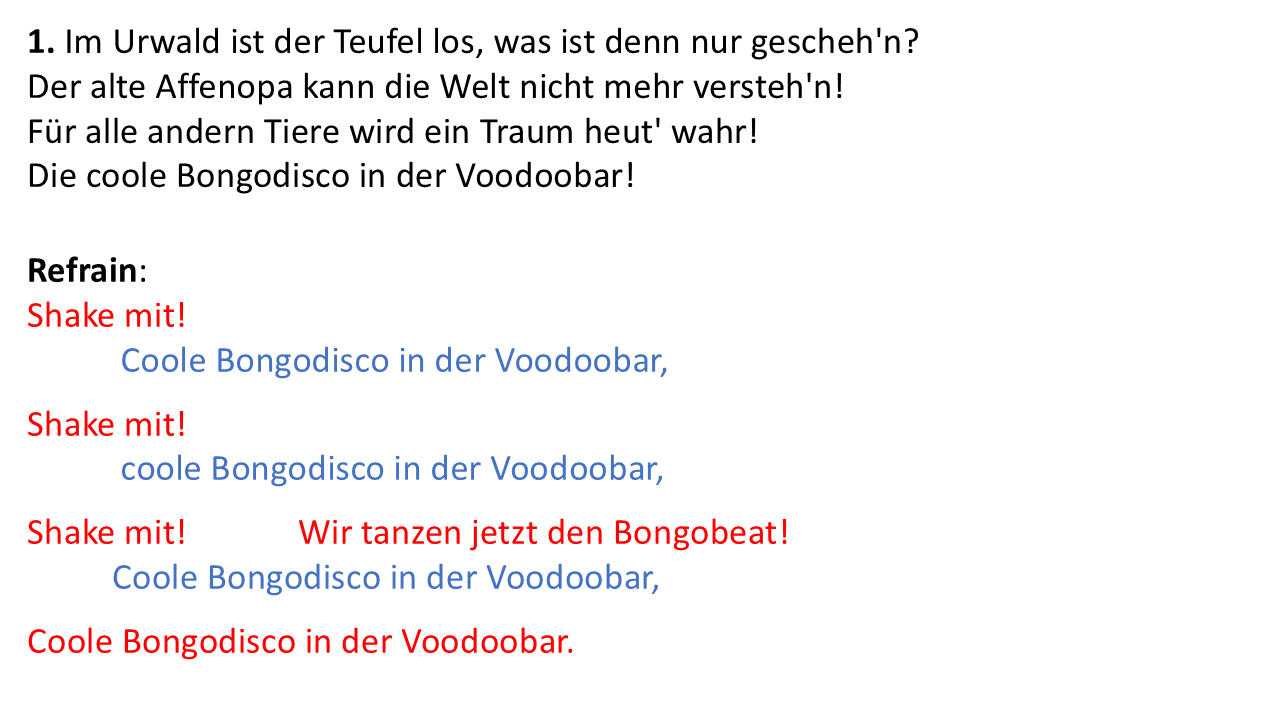 1. Im Urwald ist der Teufel los, was ist denn nur gescheh'n?
Der alte Affenopa kann die Welt nicht mehr versteh'n!
Für alle andern Tiere wird ein Traum heut' wahr!
Die coole Bongodisco in der Voodoobar!
Refrain:
Shake mit!
Coole Bongodisco in der Voodoobar,
Shake mit!
coole Bongodisco in der Voodoobar,
Shake mit! Wir tanzen jetzt den Bongobeat!
Coole Bongodisco in der Voodoobar,
Coole Bongodisco in der Voodoobar.